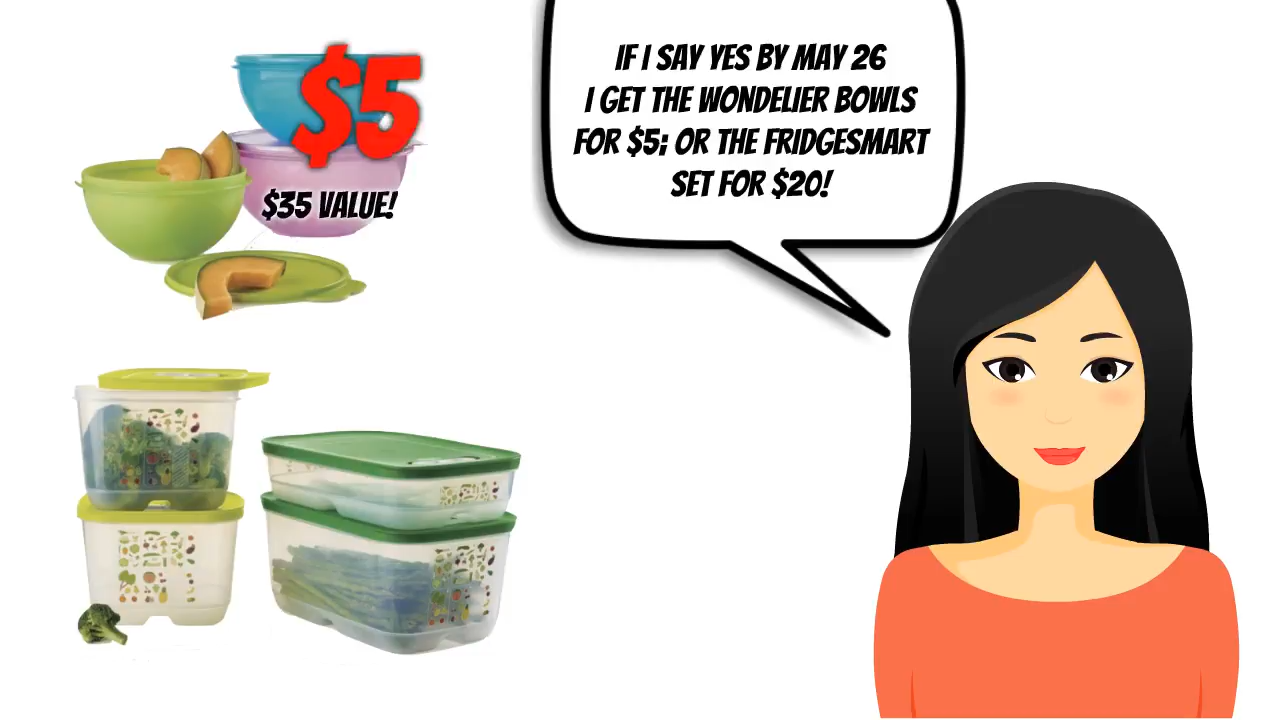 $5
$35 VALUE!
IF I SAY YES BY MAY 26
I GET THE WONDELIER BOWLS
FOR $5; OR THE FRIDGESMART
SET FOR $20!